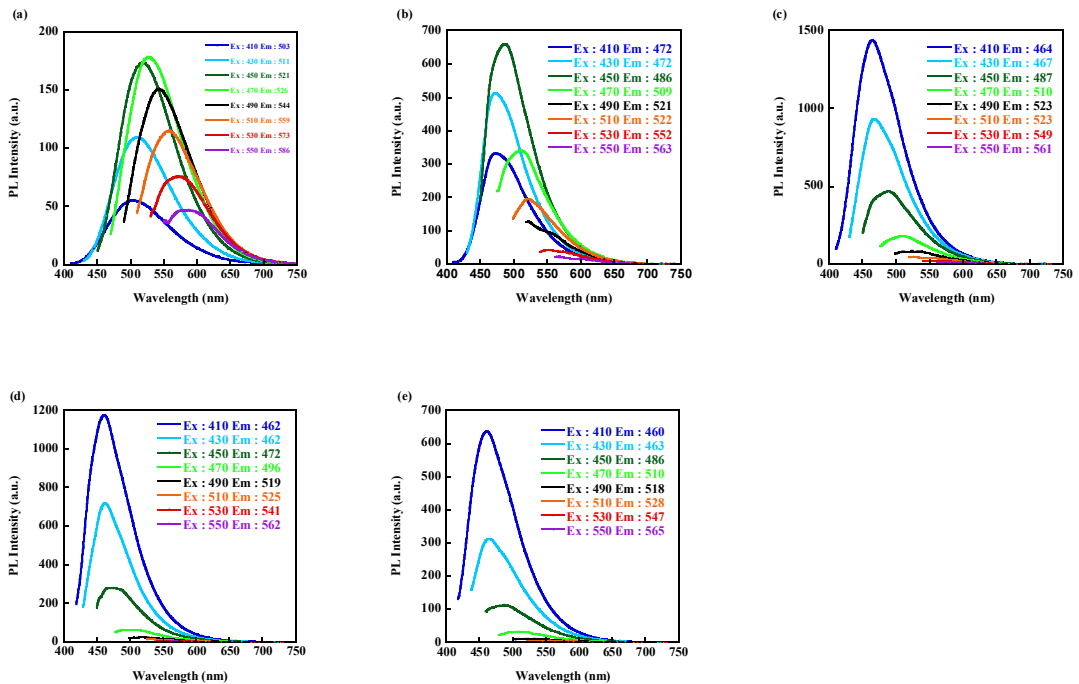 (a)
200
150
100
50
0
400 450 500 550 600 650 700 750
PL Intensity (a.u.)
Wavelength (nm)
Ex : 410 Em : 503
Ex : 430 Em : 511
Ex : 450 Em : 521
Ex : 470 Em :526
Ex : 490 Em : 544
Ex : 510 Em : 559
Ex : 530 Em : 573
Ex : 550 Em : 586
(b)
700
600
500
400
300
200
100
0
400 450 500 550 600 650 700 750
PL Intensity (a.u.)
Wavelength (nm)
Ex : 410 Em : 472
Ex : 430 Em : 472
Ex : 450 Em : 486
Ex : 470 Em : 509
Ex : 490 Em : 521
Ex : 510 Em : 522
Ex : 530 Em : 552
Ex : 550 Em : 563
(c)
1500
1000
500
0
400 450 500 550 600 650 700 750
PL Intensity (a.u.)
Wavelength (nm)
Ex : 410 Em : 464
Ex : 430 Em : 467
Ex : 450 Em : 487
Ex : 470 Em : 510
Ex : 490 Em : 523
Ex : 510 Em : 523
Ex : 530 Em : 549
Ex : 550 Em : 561
(d)
1200
1000
800
600
400
200
0
400 450 500 550 600 650 700 750
PL Intensity (a.u.)
Wavelength (nm)
Ex : 410 Em : 462
Ex : 430 Em : 462
Ex : 450 Em : 472
Ex : 470 Em : 496
Ex : 490 Em : 519
Ex : 510 Em : 525
Ex : 530 Em : 541
Ex : 550 Em : 562
(e)
700
600
500
400
300
200
100
0
400 450 500 550 600 650 700 750
PL Intensity (a.u.)
Wavelength (nm)
Ex : 410 Em : 460
Ex : 430 Em : 463
Ex : 450 Em : 486
Ex : 470 Em : 510
Ex : 490 Em : 518
Ex : 510 Em : 528
Ex : 530 Em : 547
Ex : 550 Em : 565